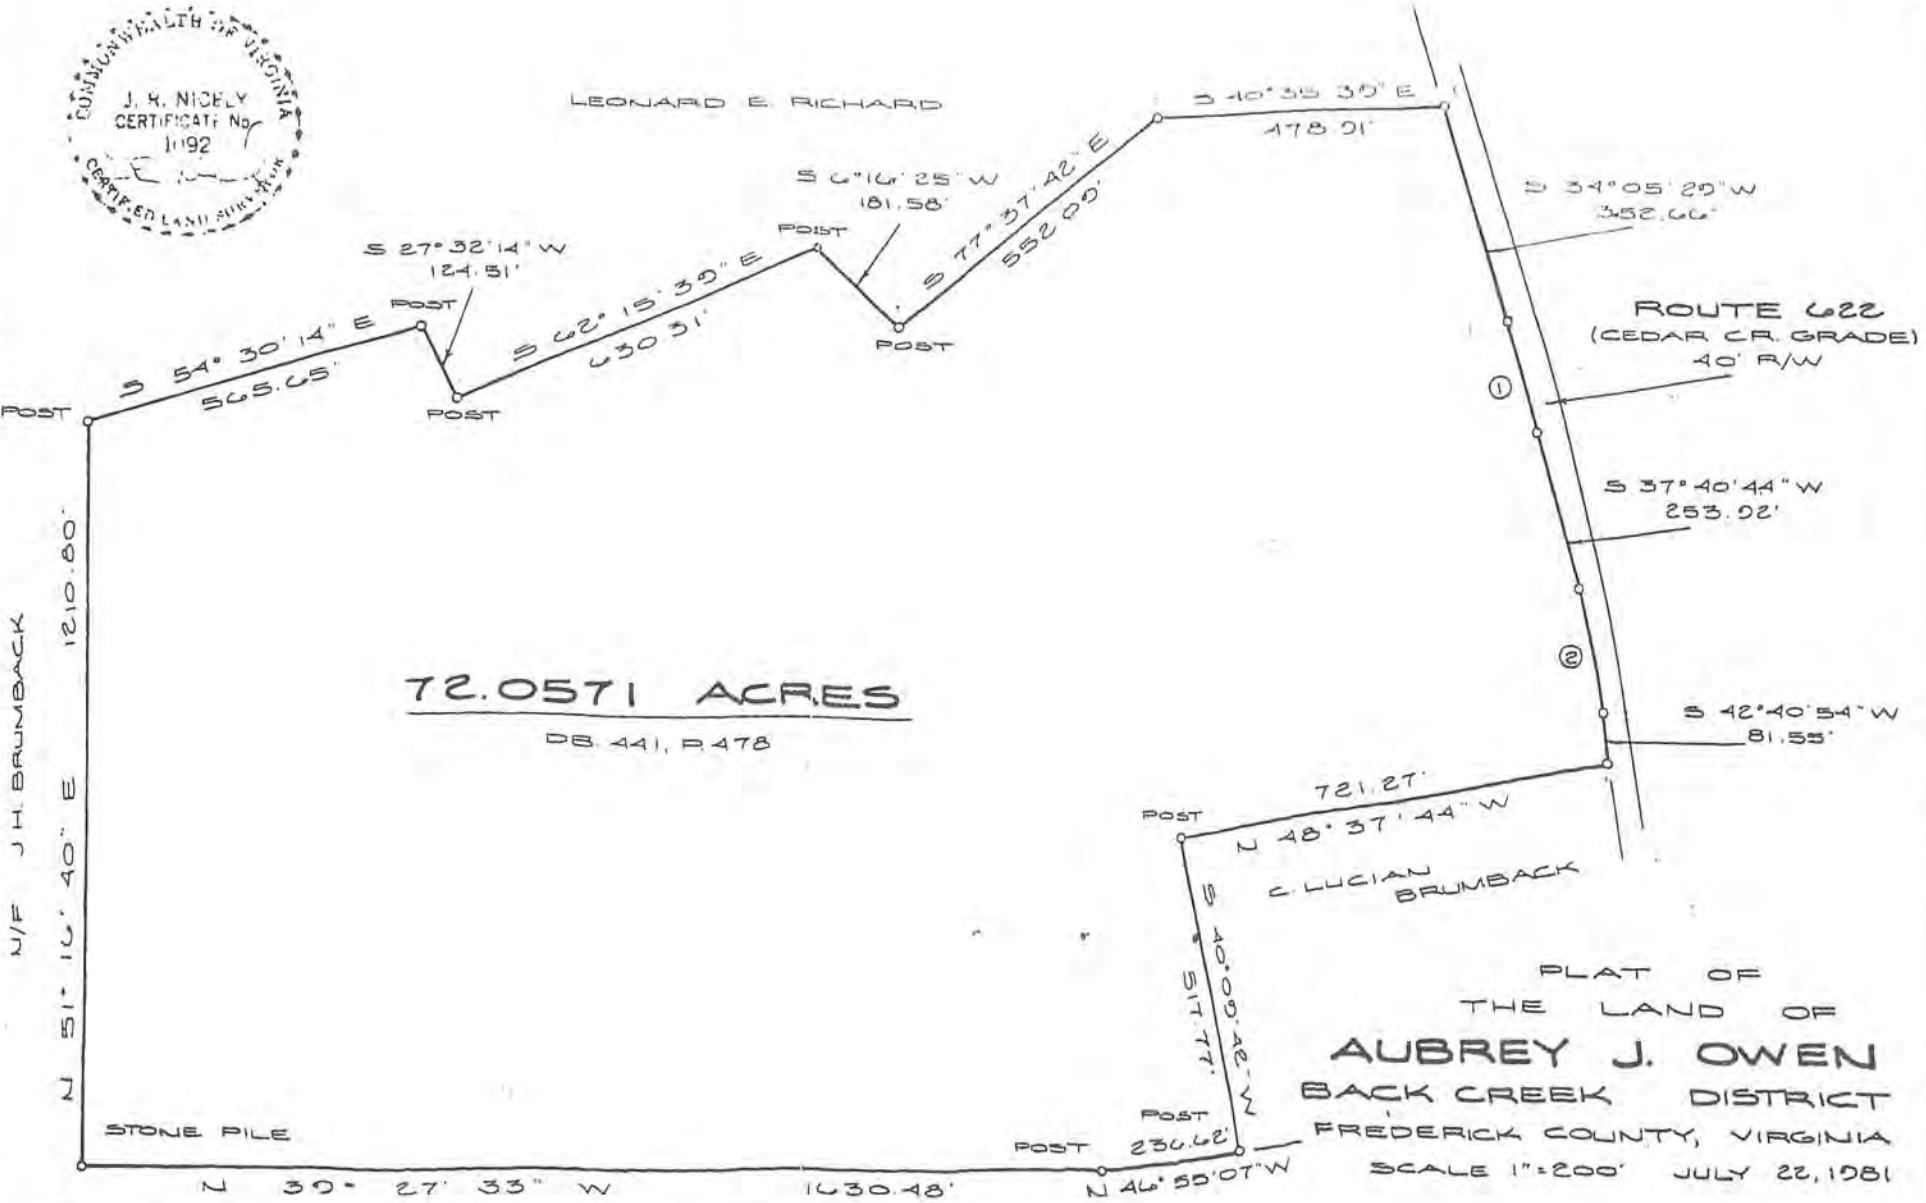 COMMONWEALTH OF VIRGINIA
J. R. NICELY
CERTIFICATE No.
1092
CERTIFIED LAND SURVEYOR
LEONARD E. RICHARD
S 40° 35' 39" E
478.91'
S 77° 37' 42" E
552.09'
S 6° 16' 25" W
181.58'
POST
POST
S 62° 15' 39" E
630.31'
S 27° 32' 14" W
124.51'
POST
POST
S 54° 30' 14" E
565.65'
POST
S 34° 05' 29" W
352.66'
ROUTE 622
(CEDAR CR. GRADE)
40' R/W
①
S 37° 40' 44" W
253.92'
②
S 42° 40' 54" W
81.55'
N/F J H. BRUMBACK
N 51° 16' 40" E 1210.80'
72.0571 ACRES
DB. 441, P. 478
721.27'
N 48° 37' 44" W
POST
C. LUCIAN
BRUMBACK
S 40° 09' 42" W
517.77'
POST
236.62'
N 46° 55' 07" W
POST
STONE PILE
N 39° 27' 33" W 1630.48'
PLAT OF
THE LAND OF
AUBREY J. OWEN
BACK CREEK DISTRICT
FREDERICK COUNTY, VIRGINIA
SCALE 1"=200' JULY 22, 1981